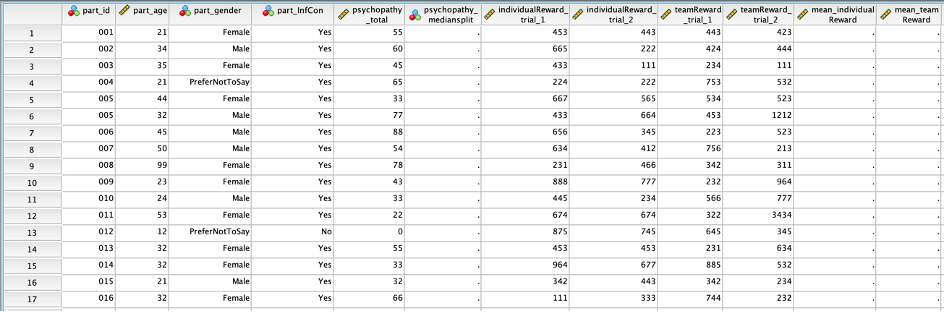 part_id part_age part_gender part_InfCon psychopathy_total psychopathy_mediansplit individualReward_trial_1 individualReward_trial_2 teamReward_trial_1 teamReward_trial_2 mean_individualReward mean_teamReward
1 001 21 Female Yes 55 . 453 443 443 423 . .
2 002 34 Male Yes 60 . 665 222 424 444 . .
3 003 35 Female Yes 45 . 433 111 234 111 . .
4 004 21 PreferNotToSay Yes 65 . 224 222 753 532 . .
5 005 44 Female Yes 33 . 667 565 534 523 . .
6 005 32 Male Yes 77 . 433 664 453 1212 . .
7 006 45 Male Yes 88 . 656 345 223 523 . .
8 007 50 Male Yes 54 . 634 412 756 213 . .
9 008 99 Female Yes 78 . 231 466 342 311 . .
10 009 23 Female Yes 43 . 888 777 232 964 . .
11 010 24 Male Yes 33 . 445 234 566 777 . .
12 011 53 Female Yes 22 . 674 674 322 3434 . .
13 012 12 PreferNotToSay No 0 . 875 745 645 345 . .
14 013 32 Female Yes 55 . 453 453 231 634 . .
15 014 32 Female Yes 33 . 964 677 885 532 . .
16 015 21 Male Yes 32 . 342 443 342 234 . .
17 016 32 Female Yes 66 . 111 333 744 232 . .